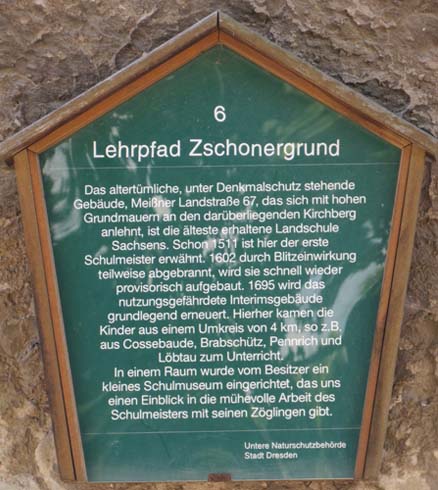 6
Lehrpfad Zschonergrund
Das altertümliche, unter Denkmalschutz stehende
Gebäude, Meißner Landstraße 67, das sich mit hohen
Grundmauern an den darüberliegenden Kirchberg
anlehnt, ist die älteste erhaltene Landschule
Sachsens. Schon 1511 ist hier der erste
Schulmeister erwähnt. 1602 durch Blitzeinwirkung
teilweise abgebrannt, wird sie schnell wieder
provisorisch aufgebaut. 1695 wird das
nutzungsgefährdete Interimsgebäude
grundlegend erneuert. Hierher kamen die
Kinder aus einem Umkreis von 4 km, so z.B.
aus Cossebaude, Brabschütz, Pennrich und
Löbtau zum Unterricht.
In einem Raum wurde vom Besitzer ein
kleines Schulmuseum eingerichtet, das uns
einen Einblick in die mühevolle Arbeit des
Schulmeisters mit seinen Zöglingen gibt.
Untere Naturschutzbehörde
Stadt Dresden